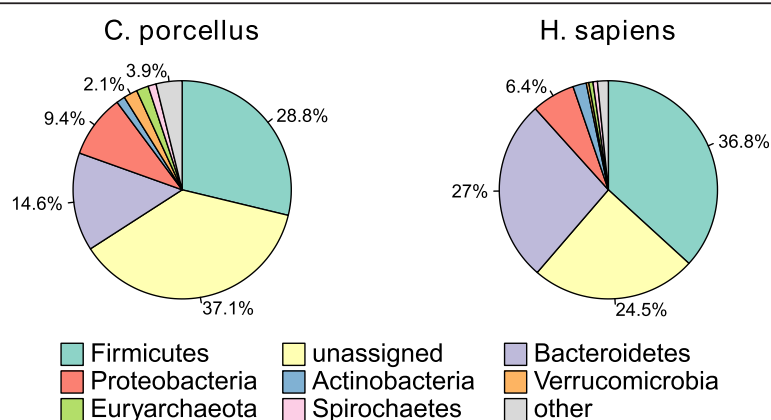 C. porcellus
H. sapiens
3.9%
2.1%
9.4%
28.8%
14.6%
37.1%
6.4%
36.8%
27%
24.5%
Firmicutes
unassigned
Bacteroidetes
Proteobacteria
Actinobacteria
Verrucomicrobia
Euryarchaeota
Spirochaetes
other